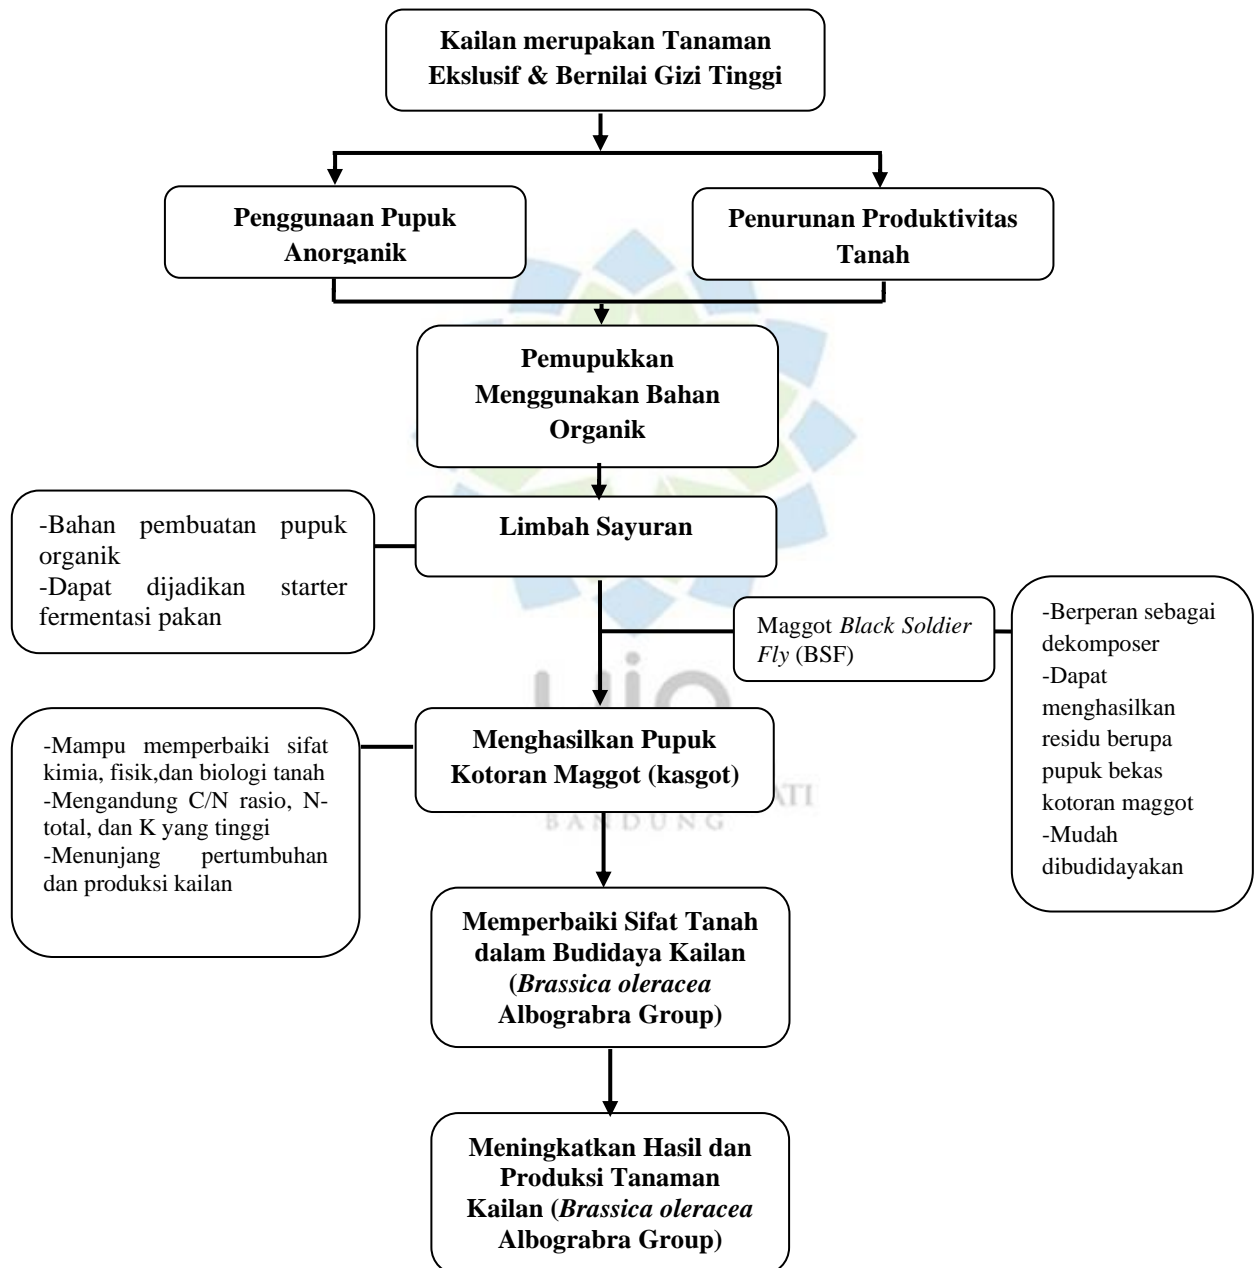 Kailan merupakan Tanaman
Ekslusif & Bernilai Gizi Tinggi
Penggunaan Pupuk
Anorganik
Penurunan Produktivitas
Tanah
Pemupukkan
Menggunakan Bahan
Organik
Limbah Sayuran
-Bahan pembuatan pupuk
organik
-Dapat dijadikan starter
fermentasi pakan
Maggot Black Soldier
Fly (BSF)
-Berperan sebagai
dekomposer
-Dapat
menghasilkan
residu berupa
pupuk bekas
kotoran maggot
-Mudah
dibudidayakan
Menghasilkan Pupuk
Kotoran Maggot (kasgot)
-Mampu memperbaiki sifat
kimia, fisik,dan biologi tanah
-Mengandung C/N rasio, N-
total, dan K yang tinggi
-Menunjang pertumbuhan
dan produksi kailan
BANDUNG
Memperbaiki Sifat Tanah
dalam Budidaya Kailan
(Brassica oleracea
Albograbra Group)
Meningkatkan Hasil dan
Produksi Tanaman
Kailan (Brassica oleracea
Albograbra Group)